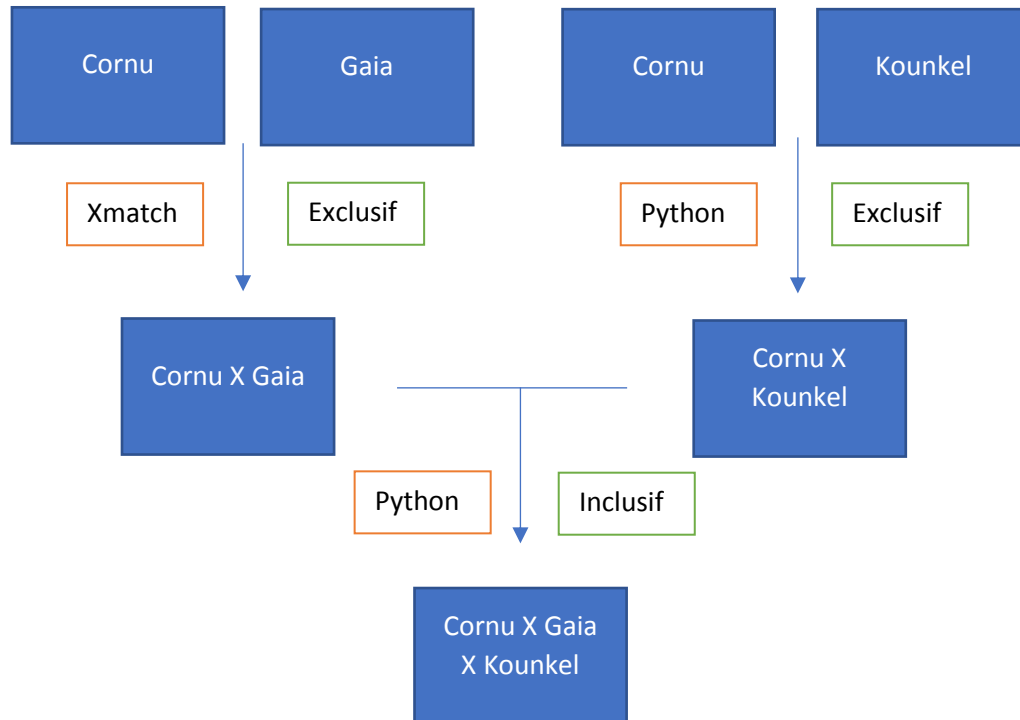 Cornu
Gaia
Cornu
Kounkel
Xmatch
Exclusif
Python
Exclusif
Cornu X Gaia
Cornu X
Kounkel
Python
Inclusif
Cornu X Gaia
X Kounkel